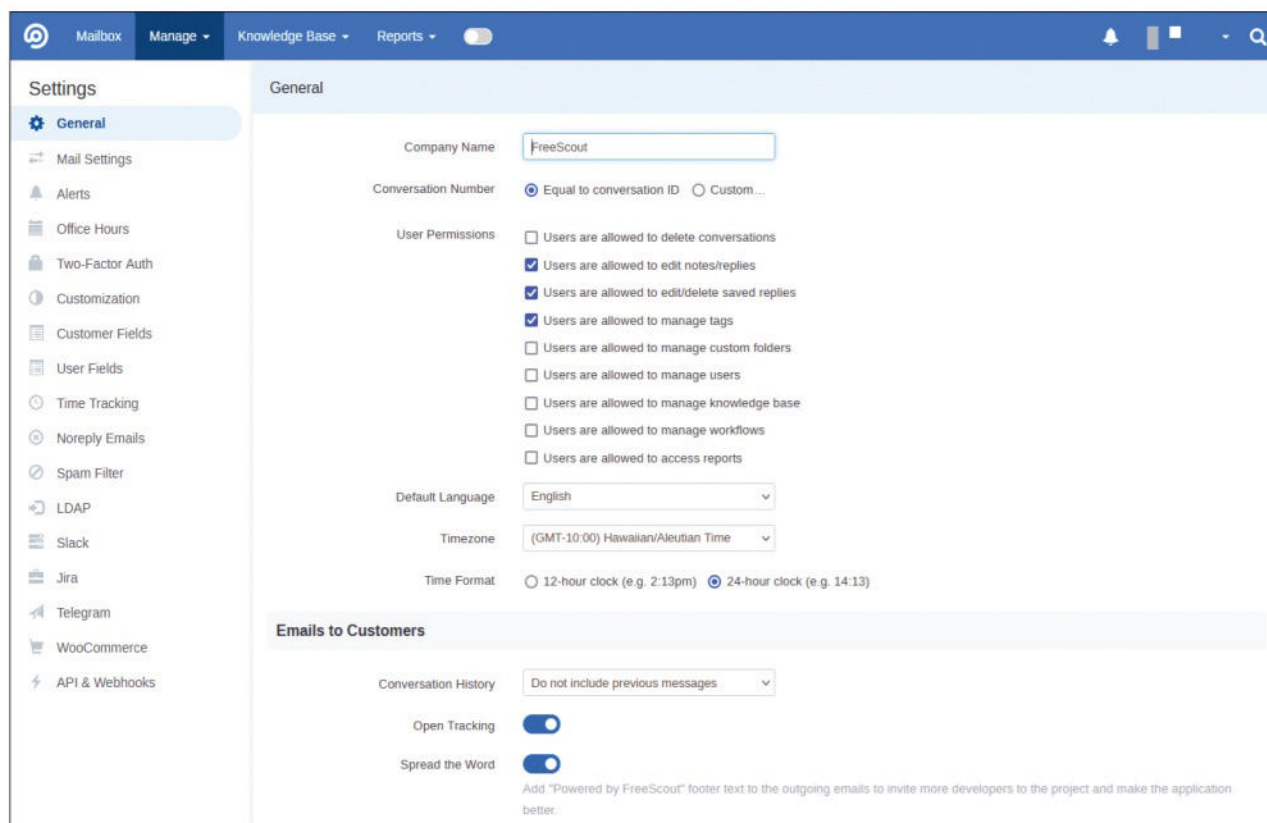 Mailbox Manage Knowledge Base Reports
Settings
General
Mail Settings
Alerts
Office Hours
Two-Factor Auth
Customization
Customer Fields
User Fields
Time Tracking
Noreply Emails
Spam Filter
LDAP
Slack
Jira
Telegram
WooCommerce
API & Webhooks
General
Company Name FreeScout
Conversation Number Equal to conversation ID Custom...
User Permissions Users are allowed to delete conversations
Users are allowed to edit notes/replies
Users are allowed to edit/delete saved replies
Users are allowed to manage tags
Users are allowed to manage custom folders
Users are allowed to manage users
Users are allowed to manage knowledge base
Users are allowed to manage workflows
Users are allowed to access reports
Default Language English
Timezone (GMT-10:00) Hawaiian/Aleutian Time
Time Format 12-hour clock (e.g. 2:13pm) 24-hour clock (e.g. 14:13)
Emails to Customers
Conversation History Do not include previous messages
Open Tracking
Spread the Word
Add "Powered by FreeScout" footer text to the outgoing emails to invite more developers to the project and make the application
better.